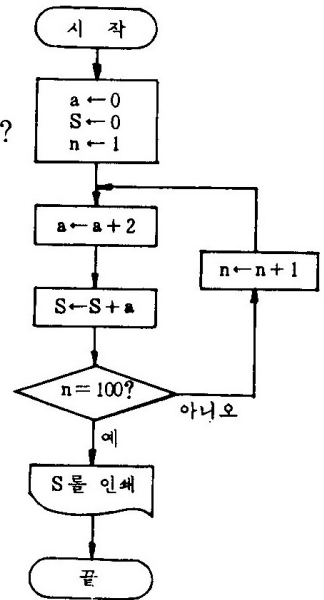 시 작
a←0
S←0
n←1
?
a←a+2
n←n+1
S←S+a
n=100?
아니오
예
S를 인쇄
끝